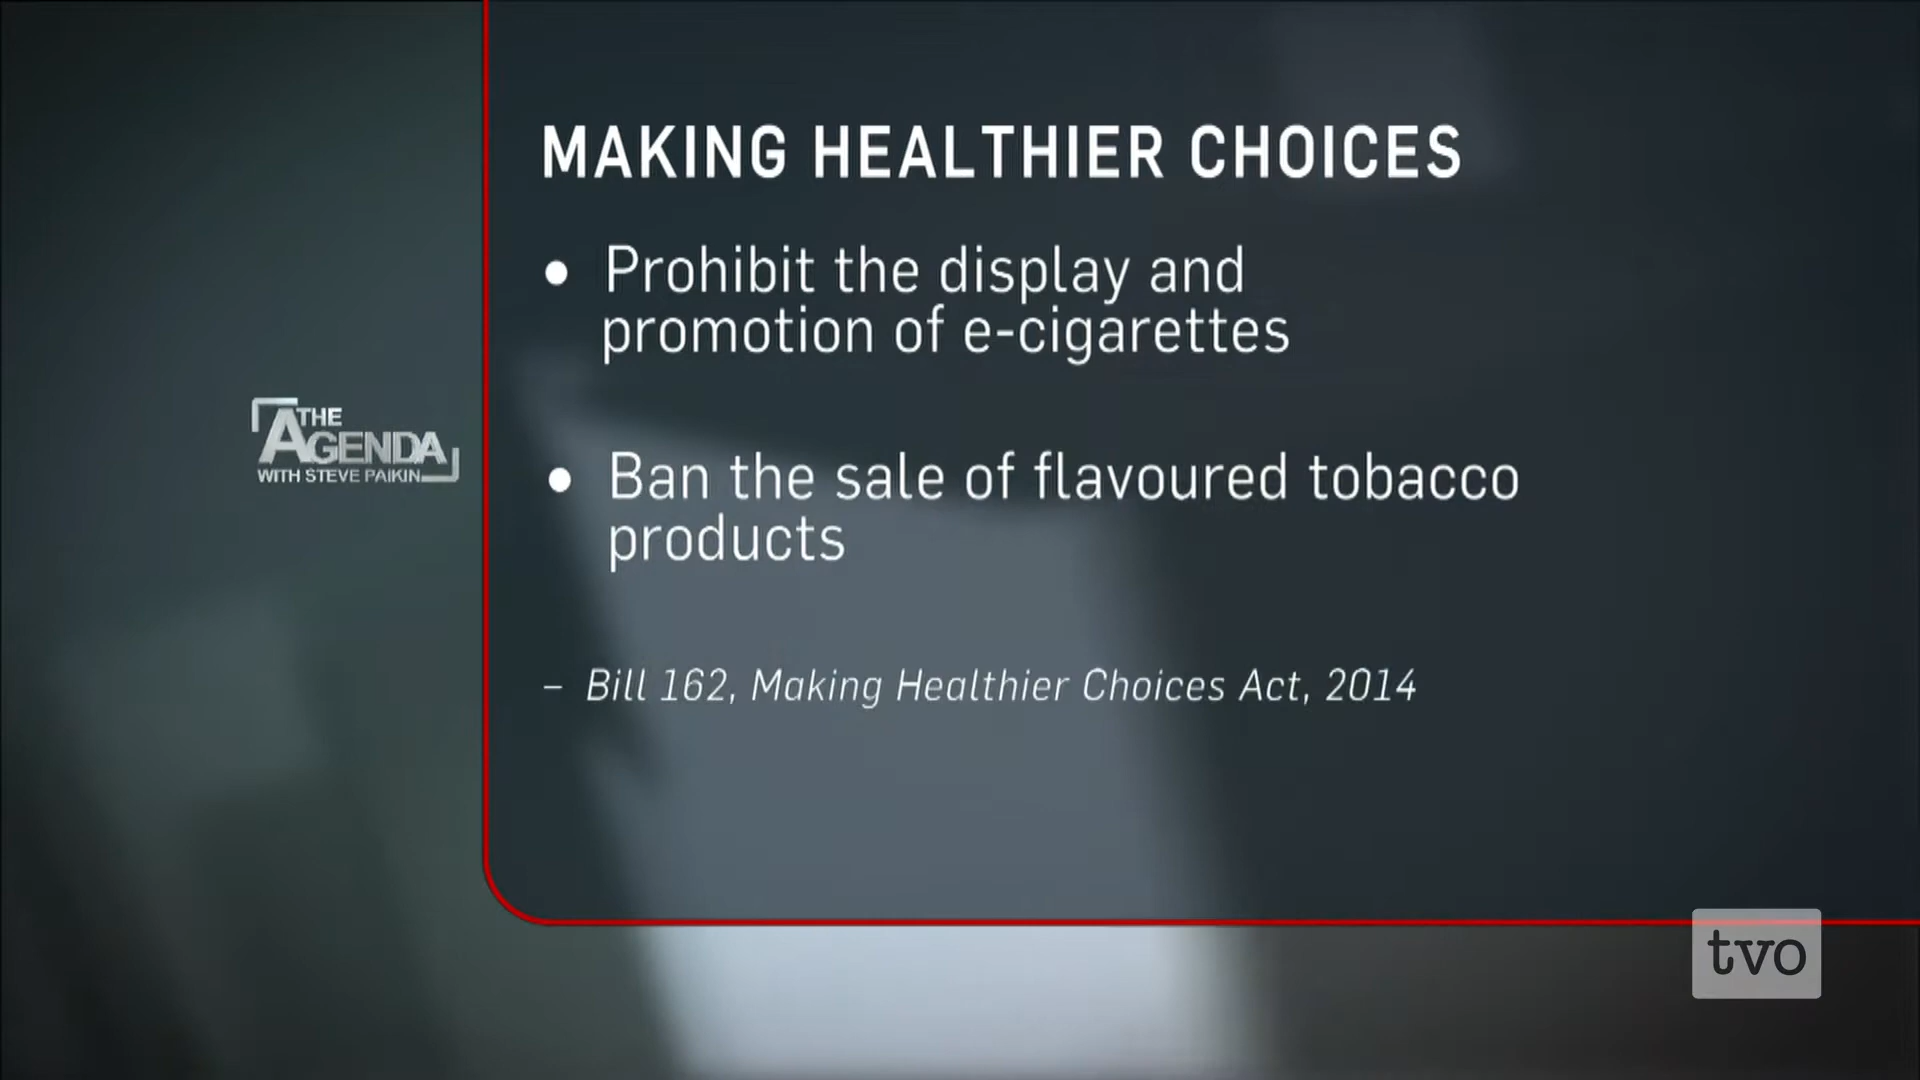 MAKING HEALTHIER CHOICES
• Prohibit the display and
promotion of e-cigarettes
• Ban the sale of flavoured tobacco
products
– Bill 162, Making Healthier Choices Act, 2014
THE
AGENDA
WITH STEVE PAIKIN
tvo